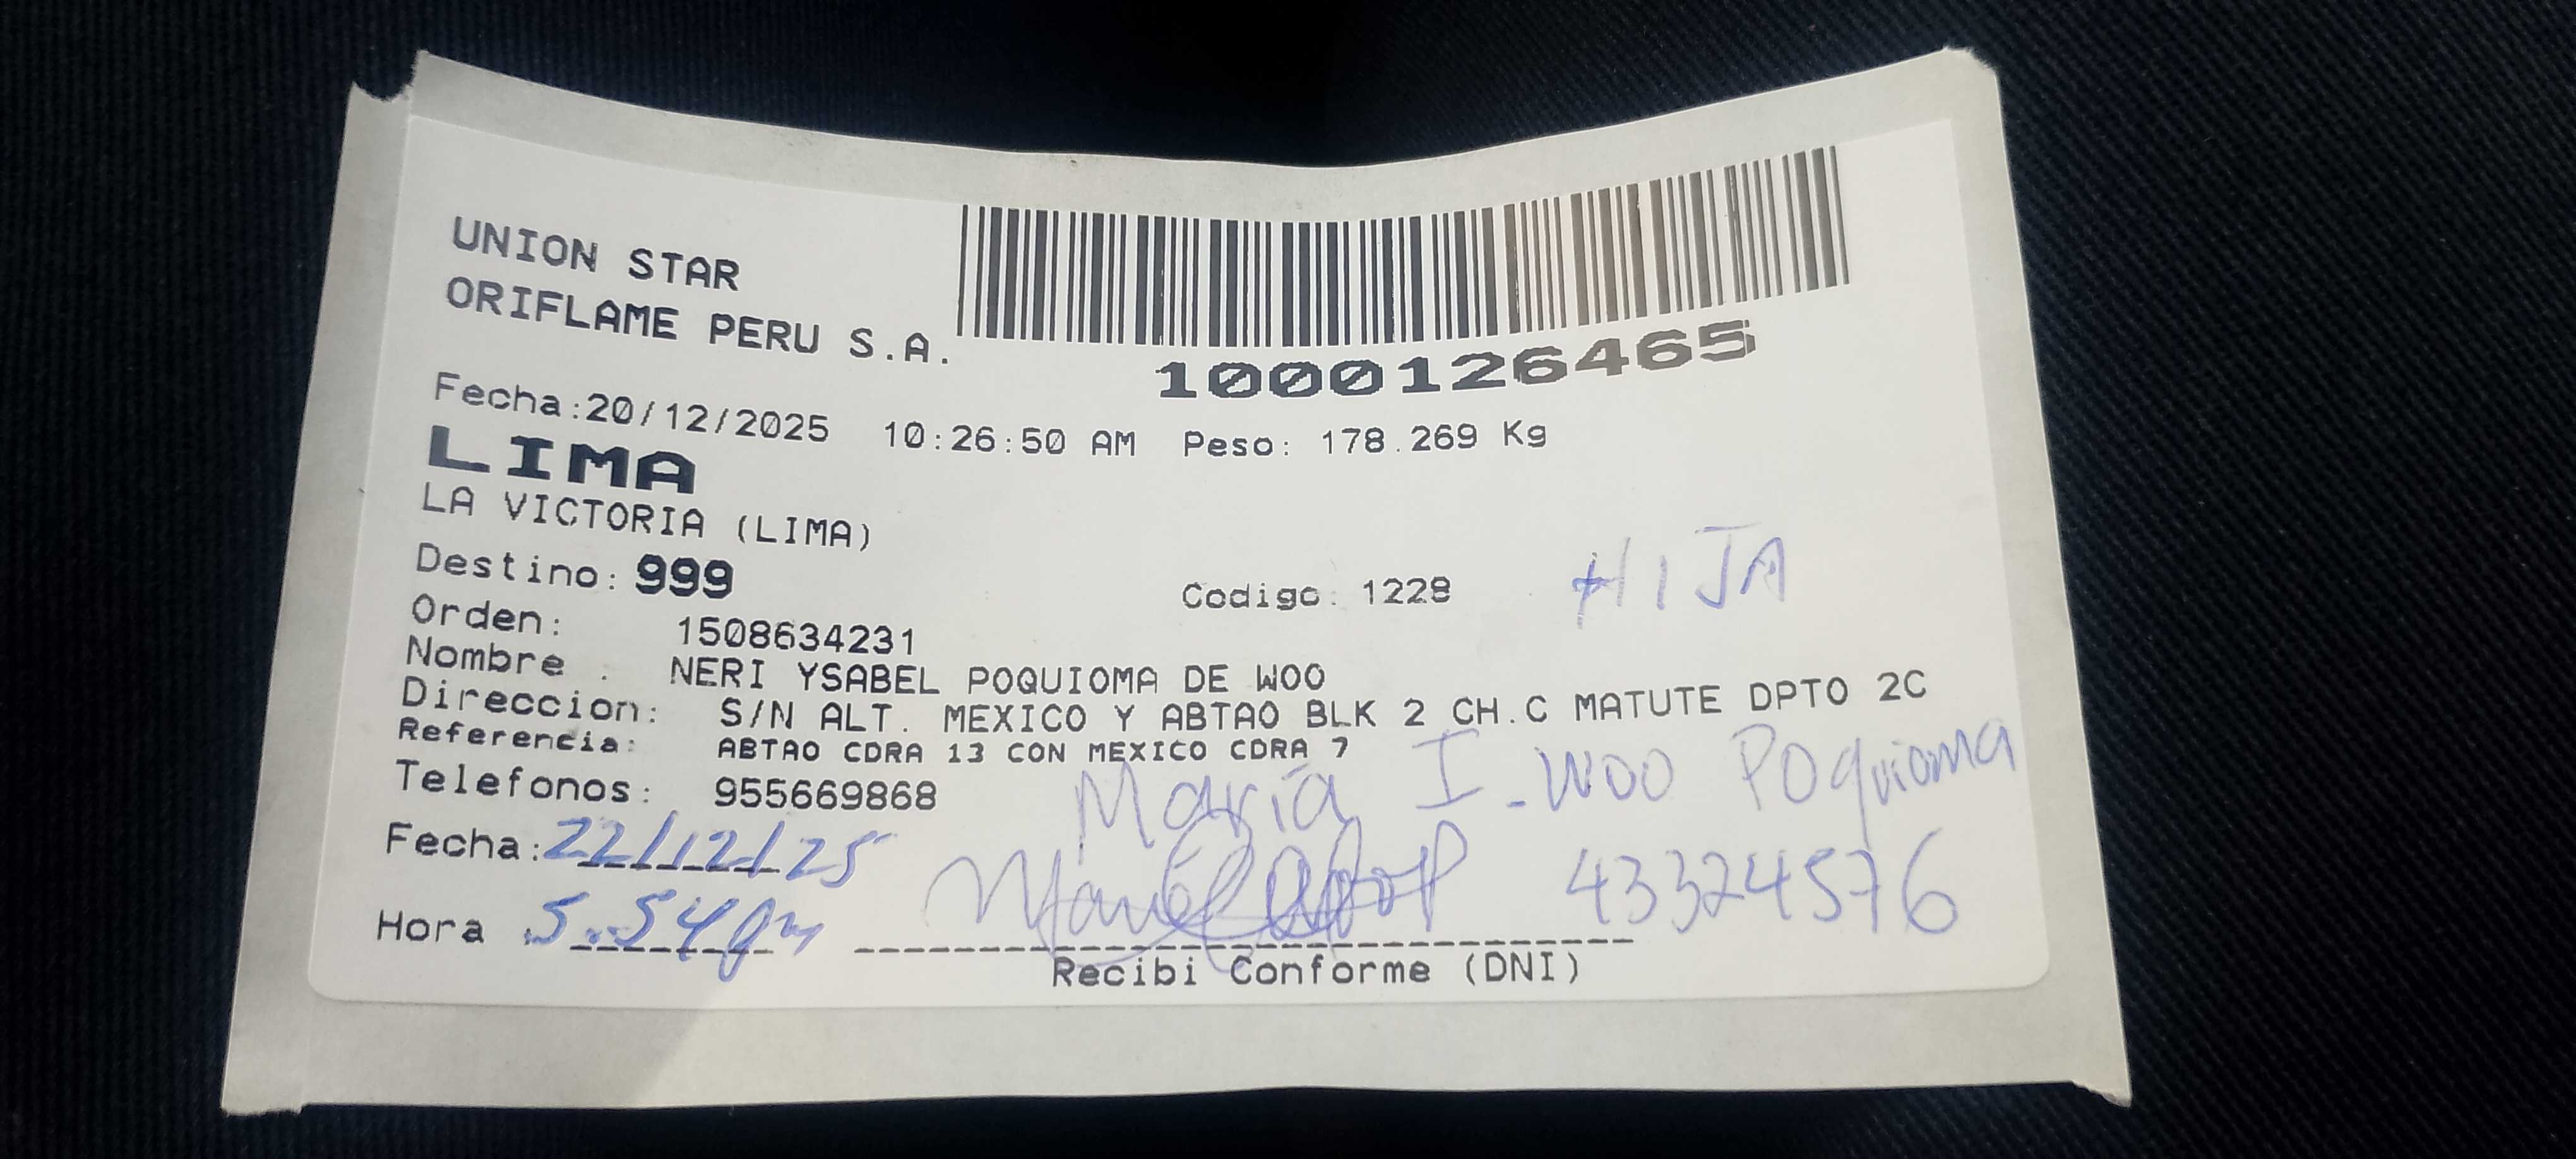 UNION STAR
ORIFLAME PERU S.A.
1000126465
Fecha:20/12/2025 10:26:50 AM Peso: 178.269 Kg
LIMA
LA VICTORIA (LIMA)
Destino: 999 Codigo: 1228 HIJA
Orden: 1508634231
Nombre : NERI YSABEL POQUIOMA DE WOO
Direccion: S/N ALT. MEXICO Y ABTAO BLK 2 CH.C MATUTE DPTO 2C
Referencia: ABTAO CDRA 13 CON MEXICO CDRA 7
Telefonos: 955669868 María I. Woo Poquioma
Fecha: 22/12/25 43324576
Hora 5:54pm
Recibi Conforme (DNI)